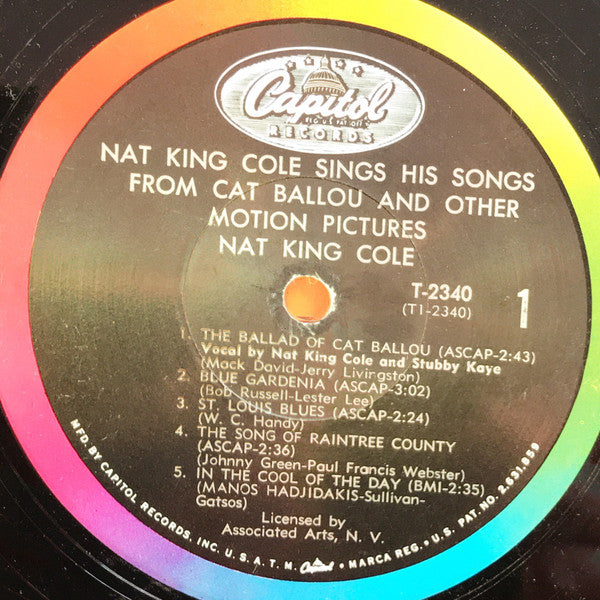 Capitol
REG. U.S. PAT. OFF.
RECORDS
NAT KING COLE SINGS HIS SONGS
FROM CAT BALLOU AND OTHER
MOTION PICTURES
NAT KING COLE
T-2340
(T1-2340)
1
1. THE BALLAD OF CAT BALLOU (ASCAP-2:43)
Vocal by Nat King Cole and Stubby Kaye
(Mack David-Jerry Livingston)
2. BLUE GARDENIA (ASCAP-3:02)
(Bob Russell-Lester Lee)
3. ST. LOUIS BLUES (ASCAP-2:24)
(W. C. Handy)
4. THE SONG OF RAINTREE COUNTY
(ASCAP-2:36)
(Johnny Green-Paul Francis Webster)
5. IN THE COOL OF THE DAY (BMI-2:35)
(MANOS HADJIDAKIS-Sullivan-
Gatsos)
Licensed by
Associated Arts, N. V.
MFD. BY CAPITOL RECORDS, INC. U. S. A. T. M. Capitol • MARCA REG. • U. S. PAT. NO. 2,631,859